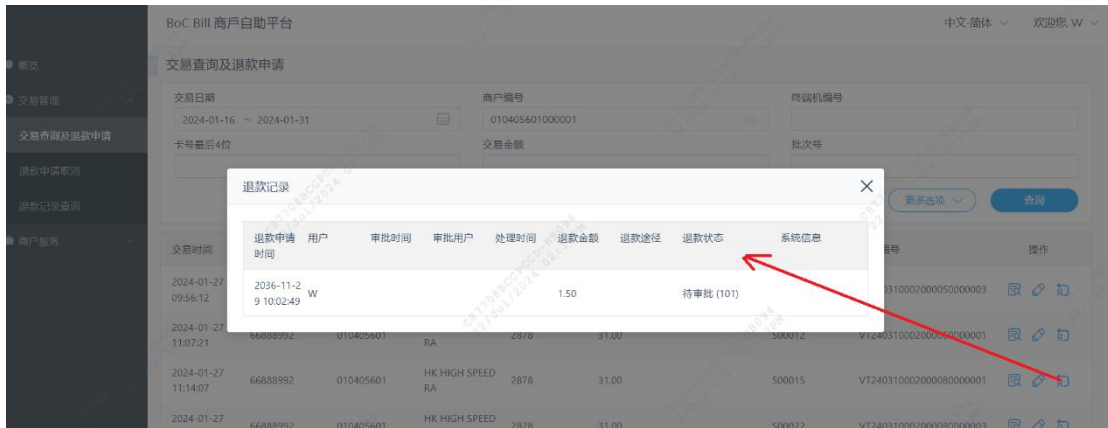 BoC Bill 商戶自助平台
中文-简体
欢迎您, W
概览
交易管理
交易查询及退款申请
退款申请取消
退款记录查询
商户服务
交易查询及退款申请
交易日期
商户编号
终端机编号
2024-01-16 ~ 2024-01-31
010405601000001
卡号最后4位
交易金额
批次号
更多选项
查询
退款记录
退款申请时间
用户
审批时间
审批用户
处理时间
退款金额
退款途径
退款状态
系统信息
2036-11-2
9 10:02:49
W
1.50
待审批 (101)
交易时间
编号
操作
2024-01-27
09:56:12
2024-01-27
11:07:21
66888992
010405601
RA
2878
31.00
S00012
2024-01-27
11:14:07
66888992
010405601
HK HIGH SPEED
RA
2878
31.00
S00015
VT240310002000080000001
2024-01-27
66888992
010405601
HK HIGH SPEED
2878
31.00
S00022
VT240310002000080000003